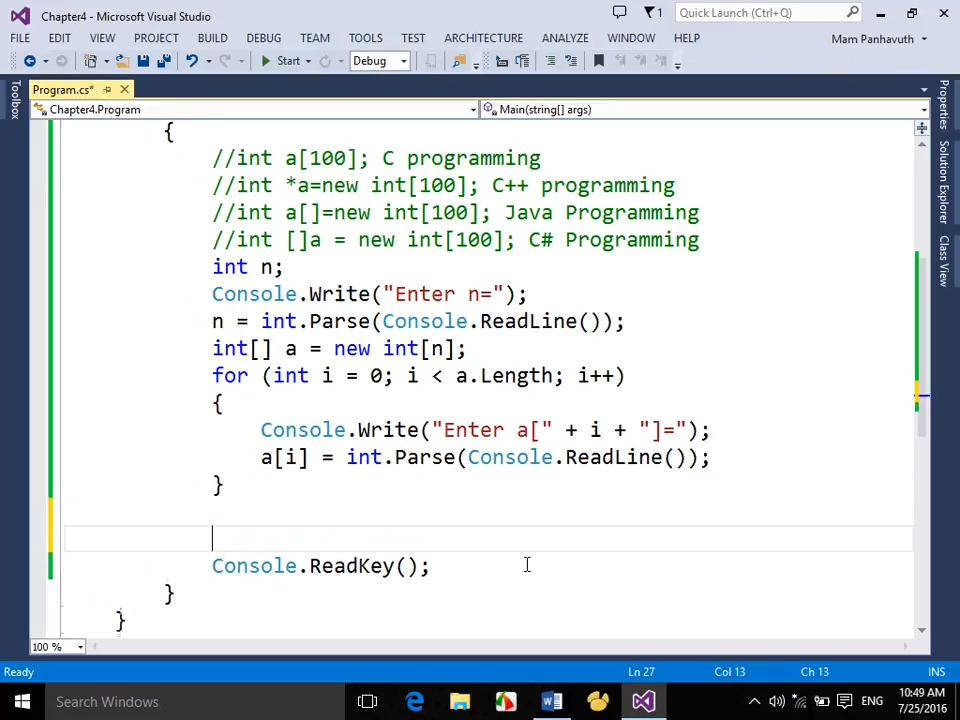 Chapter4 - Microsoft Visual Studio
1
Quick Launch (Ctrl+Q)
FILE EDIT VIEW PROJECT BUILD DEBUG TEAM TOOLS TEST ARCHITECTURE ANALYZE WINDOW HELP Mam Panhavuth
Start Debug
Program.cs*
Chapter4.Program Main(string[] args)
Toolbox
Properties
Solution Explorer
Class View
{
//int a[100]; C programming
//int *a=new int[100]; C++ programming
//int a[]=new int[100]; Java Programming
//int []a = new int[100]; C# Programming
int n;
Console.Write("Enter n=");
n = int.Parse(Console.ReadLine());
int[] a = new int[n];
for (int i = 0; i < a.Length; i++)
{
Console.Write("Enter a[" + i + "]=");
a[i] = int.Parse(Console.ReadLine());
}
Console.ReadKey();
}
}
100 %
Ready Ln 27 Col 13 Ch 13 INS
Search Windows
ENG
10:49 AM
7/25/2016